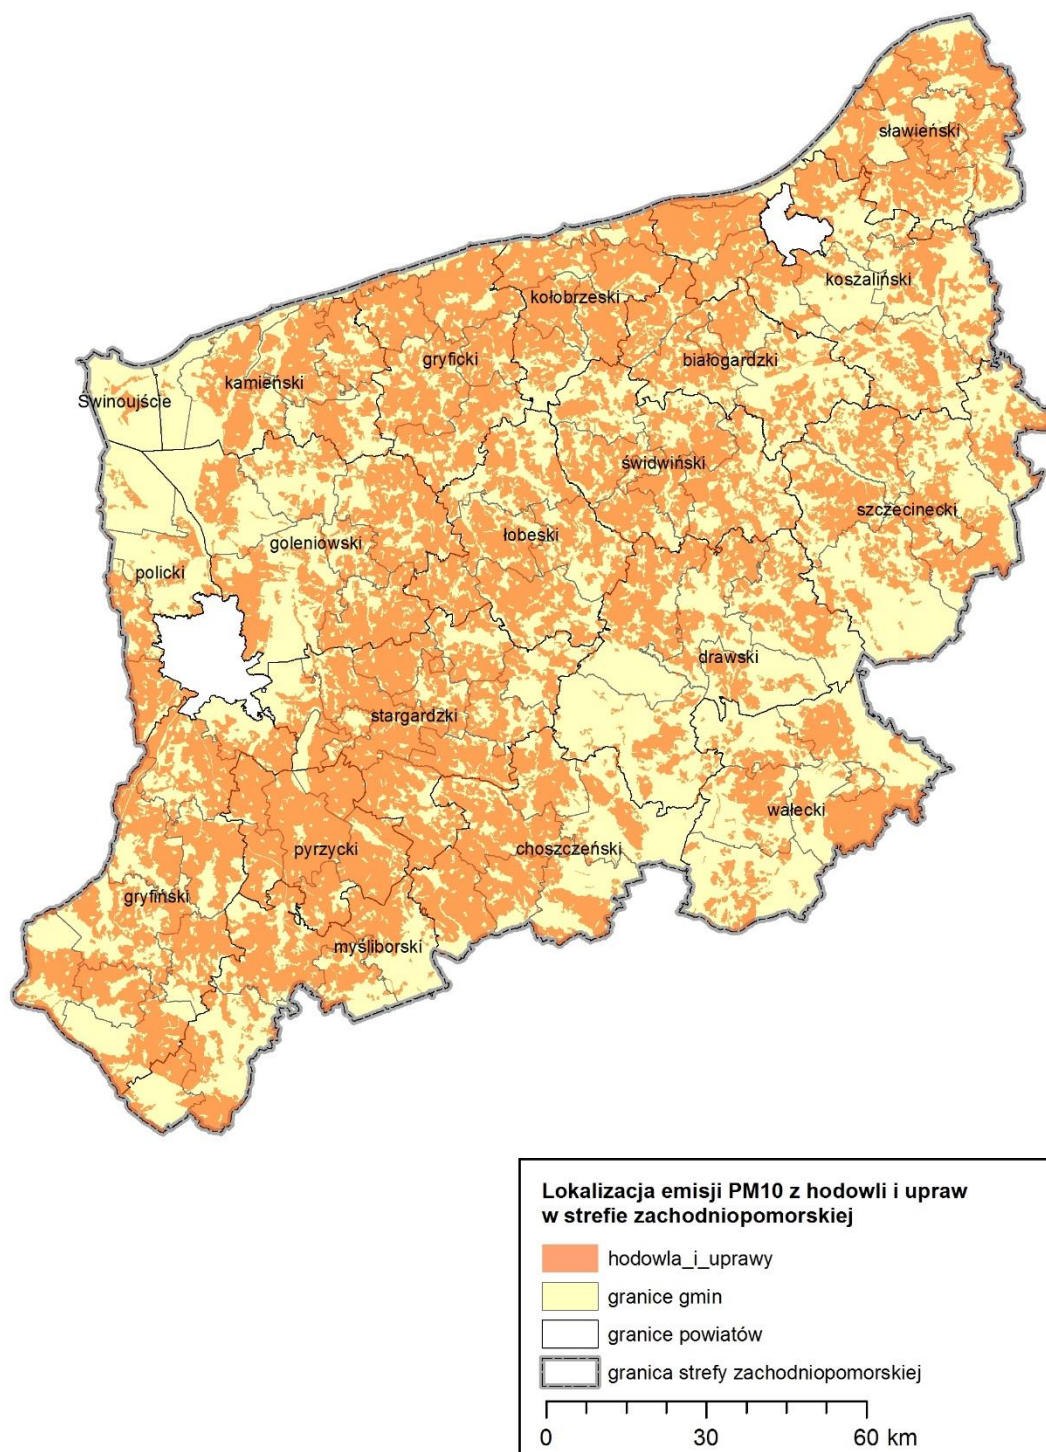 sławieński
koszaliński
kołobrzeski
gryficki
białogardzki
kamieński
Świnoujście
świdwiński
szczecinecki
łobeski
goleniowski
policki
drawski
stargardzki
wałecki
pyrzycki
choszczeński
gryfiński
myśliborski
Lokalizacja emisji PM10 z hodowli i upraw
w strefie zachodniopomorskiej
hodowla_i_uprawy
granice gmin
granice powiatów
granica strefy zachodniopomorskiej
0 30 60 km